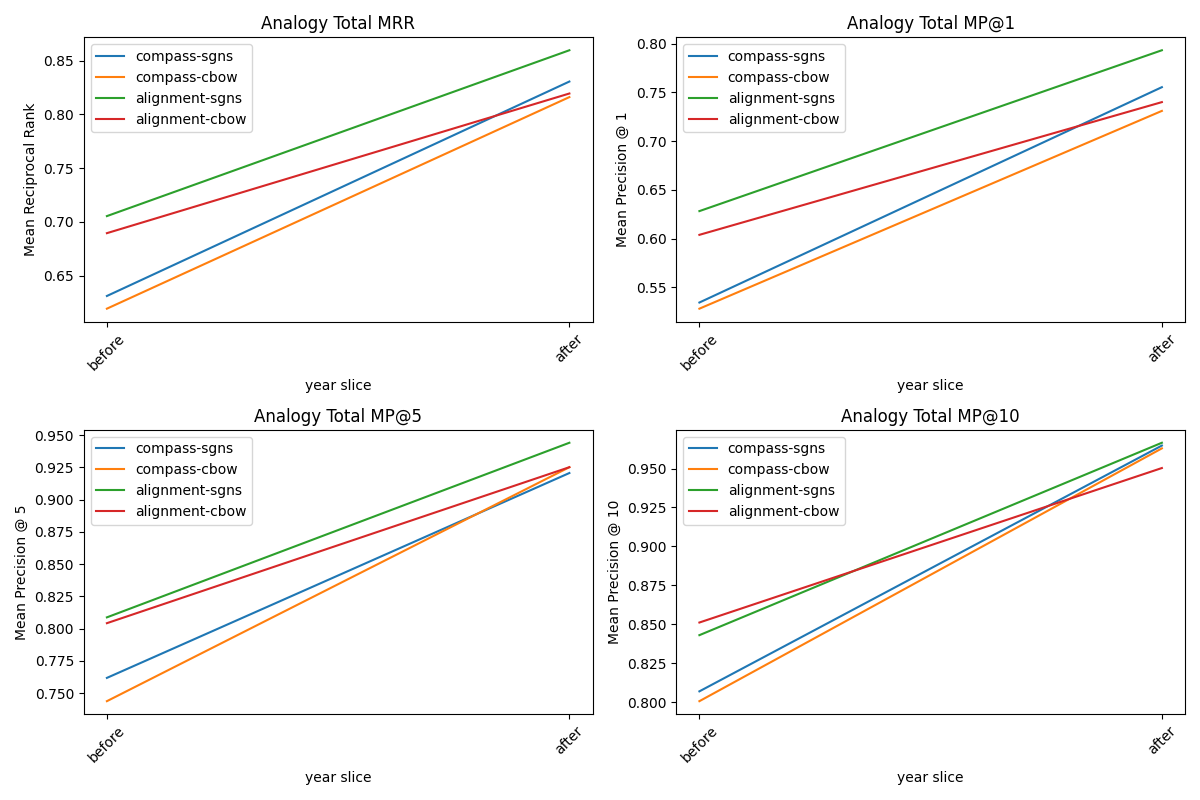 Analogy Total MRR
compass-sgns
compass-cbow
alignment-sgns
alignment-cbow
Mean Reciprocal Rank
0.85
0.80
0.75
0.70
0.65
before
after
year slice
Analogy Total MP@1
compass-sgns
compass-cbow
alignment-sgns
alignment-cbow
Mean Precision @ 1
0.80
0.75
0.70
0.65
0.60
0.55
before
after
year slice
Analogy Total MP@5
compass-sgns
compass-cbow
alignment-sgns
alignment-cbow
Mean Precision @ 5
0.950
0.925
0.900
0.875
0.850
0.825
0.800
0.775
0.750
before
after
year slice
Analogy Total MP@10
compass-sgns
compass-cbow
alignment-sgns
alignment-cbow
Mean Precision @ 10
0.950
0.925
0.900
0.875
0.850
0.825
0.800
before
after
year slice